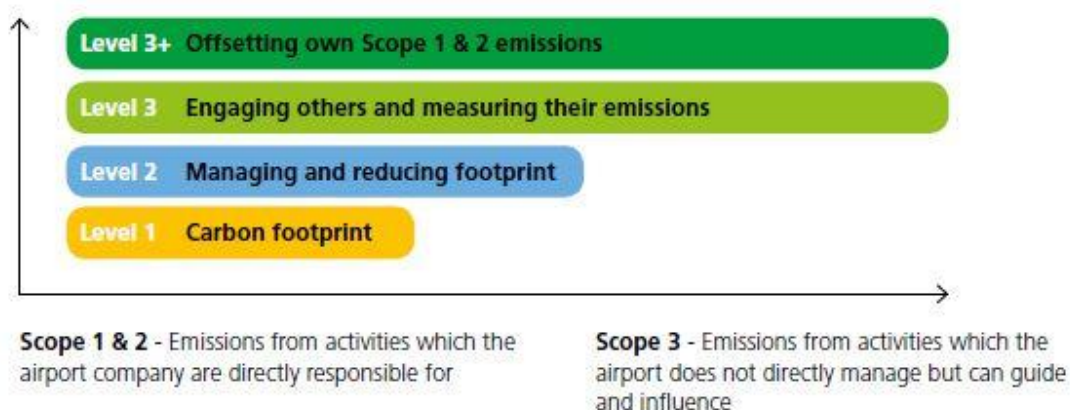 Level 3+ Offsetting own Scope 1 & 2 emissions
Level 3 Engaging others and measuring their emissions
Level 2 Managing and reducing footprint
Level 1 Carbon footprint
Scope 1 & 2 - Emissions from activities which the
airport company are directly responsible for
Scope 3 - Emissions from activities which the
airport does not directly manage but can guide
and influence